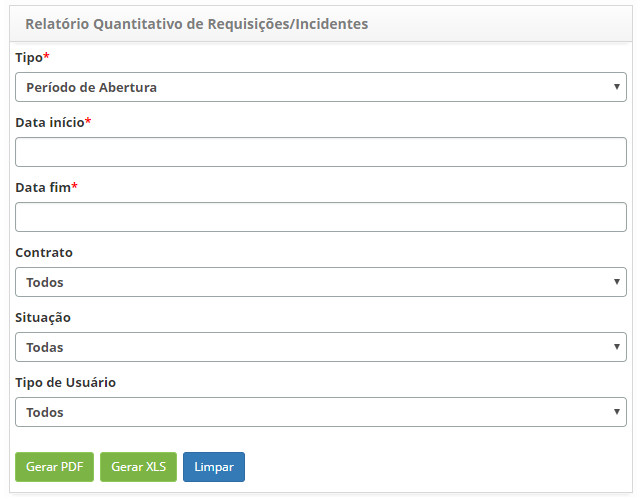 Relatório Quantitativo de Requisições/Incidentes
Tipo*
Período de Abertura
Data início*
Data fim*
Contrato
Todos
Situação
Todas
Tipo de Usuário
Todos
Gerar PDF Gerar XLS Limpar